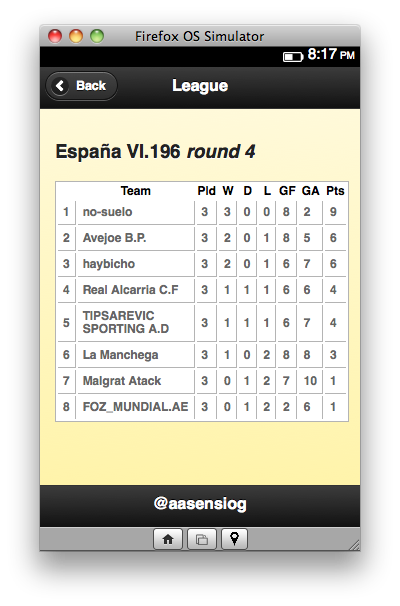 Firefox OS Simulator
8:17 PM
Back
League
España VI.196 round 4
Team Pld W D L GF GA Pts
1 no-suelo 3 3 0 0 8 2 9
2 Avejoe B.P. 3 2 0 1 8 5 6
3 haybicho 3 2 0 1 6 7 6
4 Real Alcarria C.F 3 1 1 1 6 6 4
5 TIPSAREVIC SPORTING A.D 3 1 1 1 6 7 4
6 La Manchega 3 1 0 2 8 8 3
7 Malgrat Atack 3 0 1 2 7 10 1
8 FOZ_MUNDIAL.AE 3 0 1 2 2 6 1
@aasensiog